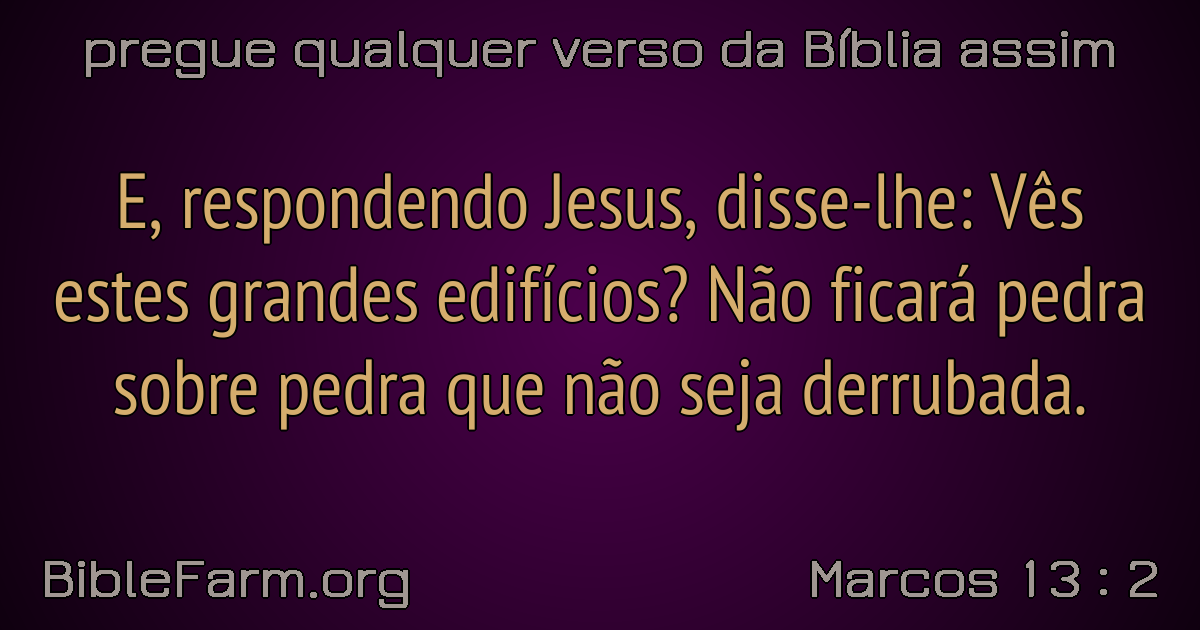 pregue qualquer verso da Bíblia assim
E, respondendo Jesus, disse-lhe: Vês
estes grandes edifícios? Não ficará pedra
sobre pedra que não seja derrubada.
BibleFarm.org
Marcos 13 : 2